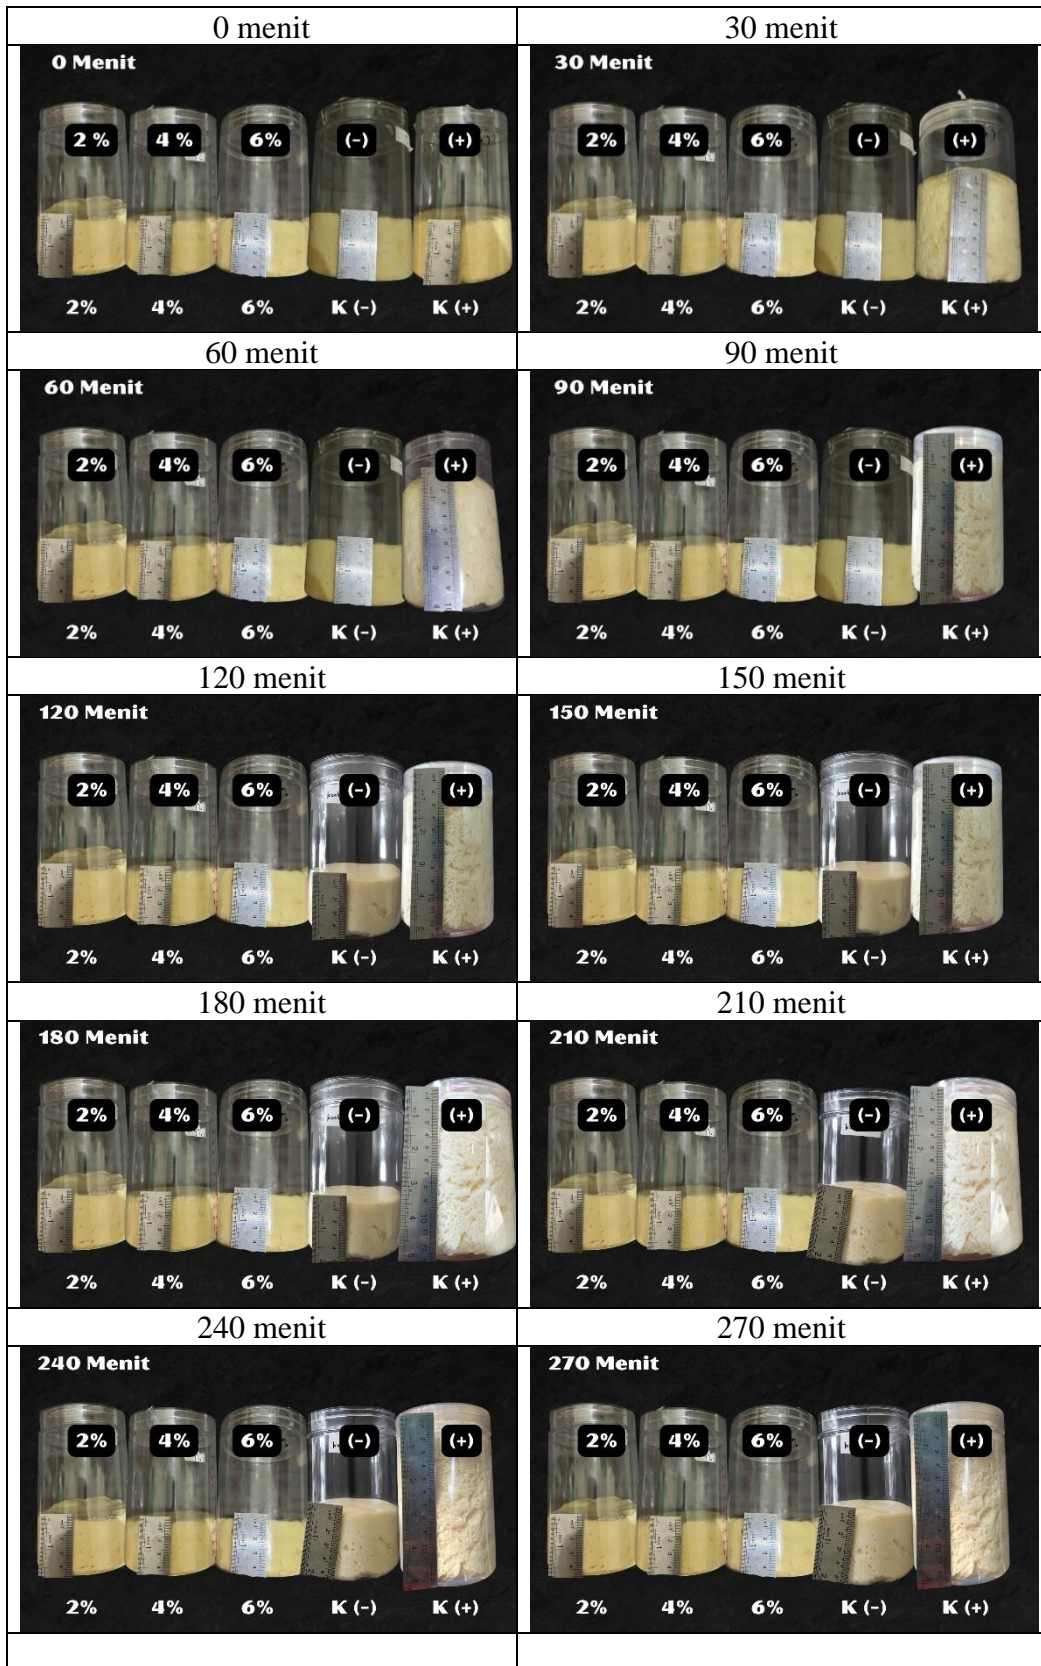 0 menit
30 menit
0 Menit
2 %
4 %
6%
(-)
(+)
2%
4%
6%
K (-)
K (+)
30 Menit
2%
4%
6%
(-)
(+)
2%
4%
6%
K (-)
K (+)
60 menit
90 menit
60 Menit
2%
4%
6%
(-)
(+)
2%
4%
6%
K (-)
K (+)
90 Menit
2%
4%
6%
(-)
(+)
2%
4%
6%
K (-)
K (+)
120 menit
150 menit
120 Menit
2%
4%
6%
(-)
(+)
2%
4%
6%
K (-)
K (+)
150 Menit
2%
4%
6%
(-)
(+)
2%
4%
6%
K (-)
K (+)
180 menit
210 menit
180 Menit
2%
4%
6%
(-)
(+)
2%
4%
6%
K (-)
K (+)
210 Menit
2%
4%
6%
(-)
(+)
2%
4%
6%
K (-)
K (+)
240 menit
270 menit
240 Menit
2%
4%
6%
(-)
(+)
2%
4%
6%
K (-)
K (+)
270 Menit
2%
4%
6%
(-)
(+)
2%
4%
6%
K (-)
K (+)